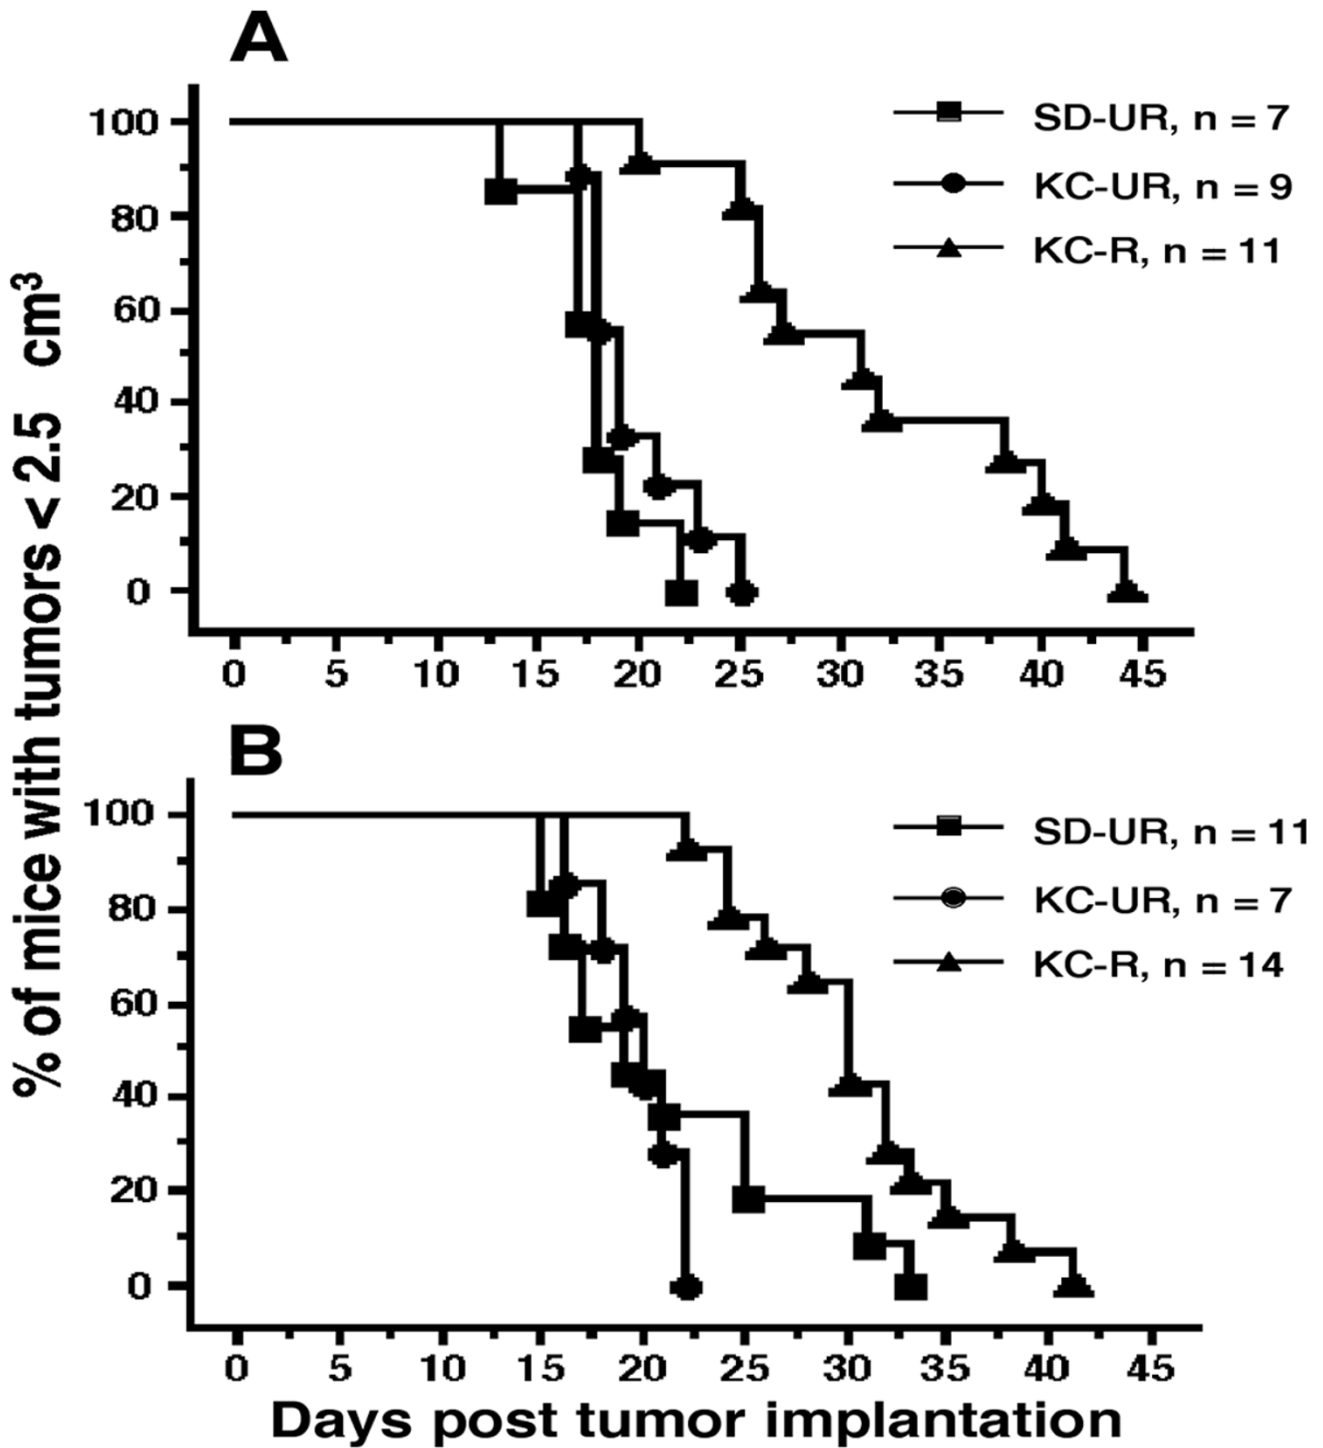 A
% of mice with tumors < 2.5 cm³
100
80
60
40
20
0
SD-UR, n = 7
KC-UR, n = 9
KC-R, n = 11
0 5 10 15 20 25 30 35 40 45
B
100
80
60
40
20
0
SD-UR, n = 11
KC-UR, n = 7
KC-R, n = 14
0 5 10 15 20 25 30 35 40 45
Days post tumor implantation